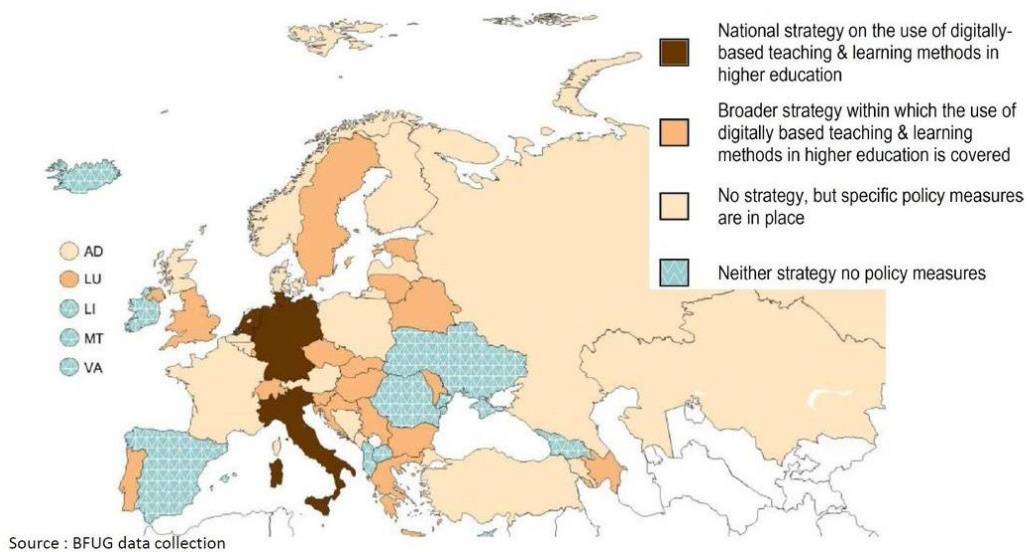 National strategy on the use of digitally-
based teaching & learning methods in
higher education
Broader strategy within which the use of
digitally based teaching & learning
methods in higher education is covered
No strategy, but specific policy measures
are in place
Neither strategy no policy measures
AD
LU
LI
MT
VA
Source : BFUG data collection